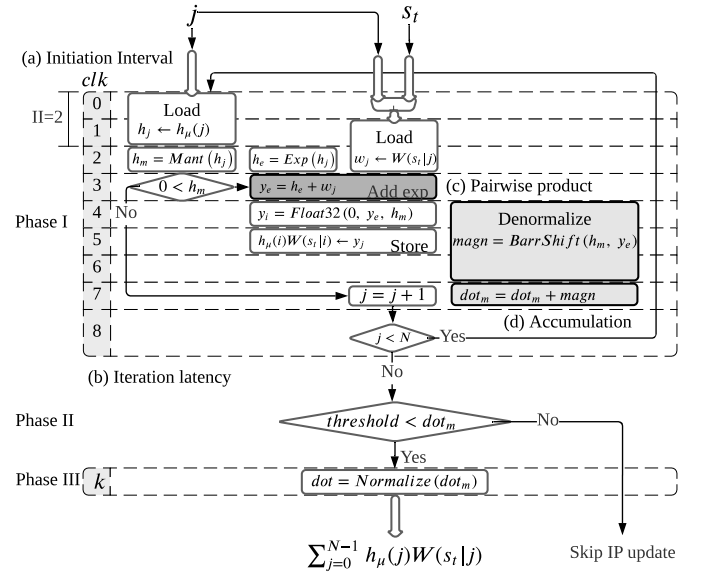 j
s_t
(a) Initiation Interval
clk
0
Load
h_j ← h_μ(j)
II=2
1
Load
w_j ← W(s_t|j)
2
h_m = Mant(h_j)
h_e = Exp(h_j)
3
0 < h_m
y_e = h_e + w_j
Add exp
(c) Pairwise product
No
Phase I
4
y_i = Float32(0, y_e, h_m)
Denormalize
magn = BarrShift(h_m, y_e)
5
h_μ(i)W(s_t|i) ← y_j
Store
6
7
j = j + 1
dot_m = dot_m + magn
(d) Accumulation
8
j < N
Yes
(b) Iteration latency
No
Phase II
threshold < dot_m
No
Yes
Phase III
k
dot = Normalize(dot_m)
∑_{j=0}^{N−1} h_μ(j)W(s_t|j)
Skip IP update